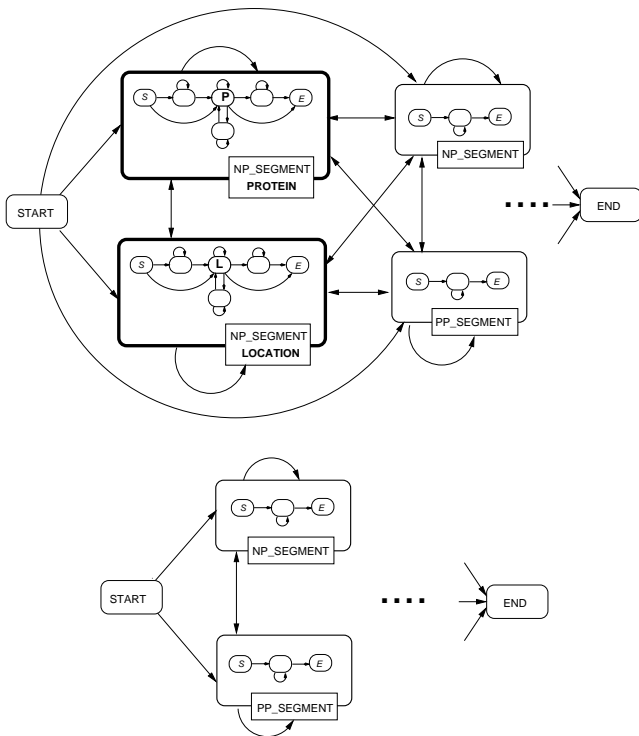 S
P
E
NP_SEGMENT
PROTEIN
S
E
NP_SEGMENT
START
END
S
L
E
NP_SEGMENT
LOCATION
S
E
PP_SEGMENT
S
E
NP_SEGMENT
START
END
S
E
PP_SEGMENT